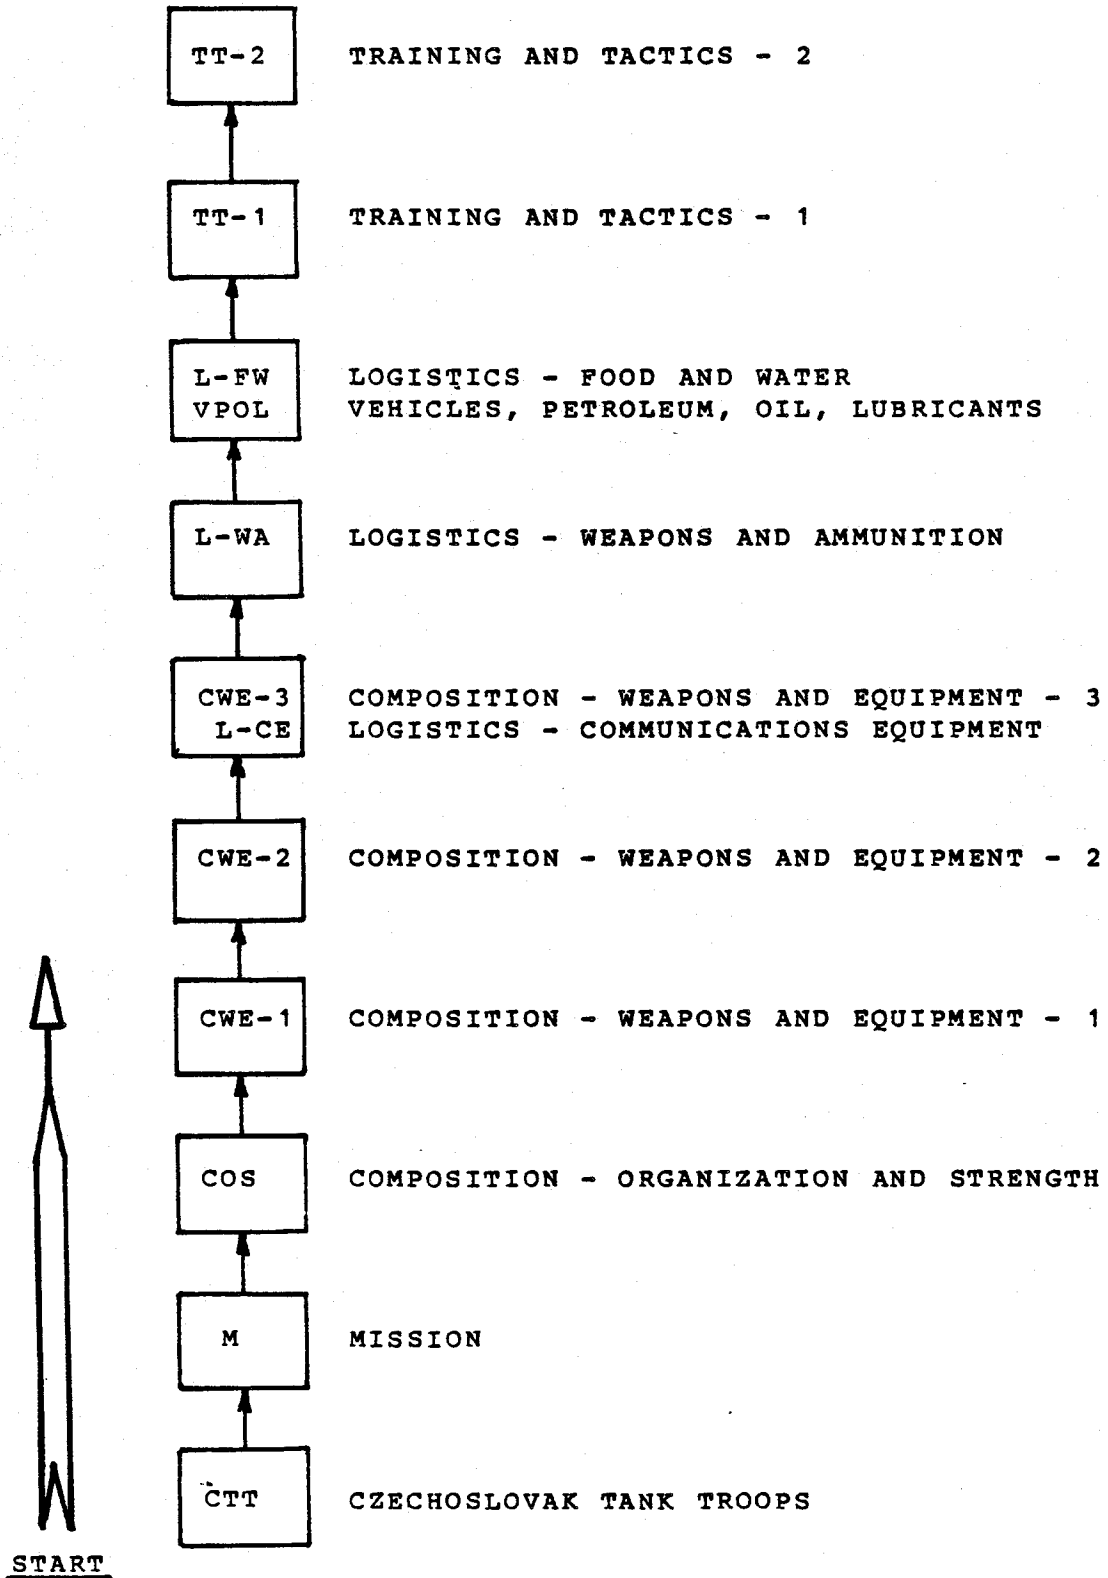 TT-2 TRAINING AND TACTICS - 2
TT-1 TRAINING AND TACTICS - 1
L-FW LOGISTICS - FOOD AND WATER
VPOL VEHICLES, PETROLEUM, OIL, LUBRICANTS
L-WA LOGISTICS - WEAPONS AND AMMUNITION
CWE-3 COMPOSITION - WEAPONS AND EQUIPMENT - 3
L-CE LOGISTICS - COMMUNICATIONS EQUIPMENT
CWE-2 COMPOSITION - WEAPONS AND EQUIPMENT - 2
CWE-1 COMPOSITION - WEAPONS AND EQUIPMENT - 1
COS COMPOSITION - ORGANIZATION AND STRENGTH
M MISSION
CTT CZECHOSLOVAK TANK TROOPS
START